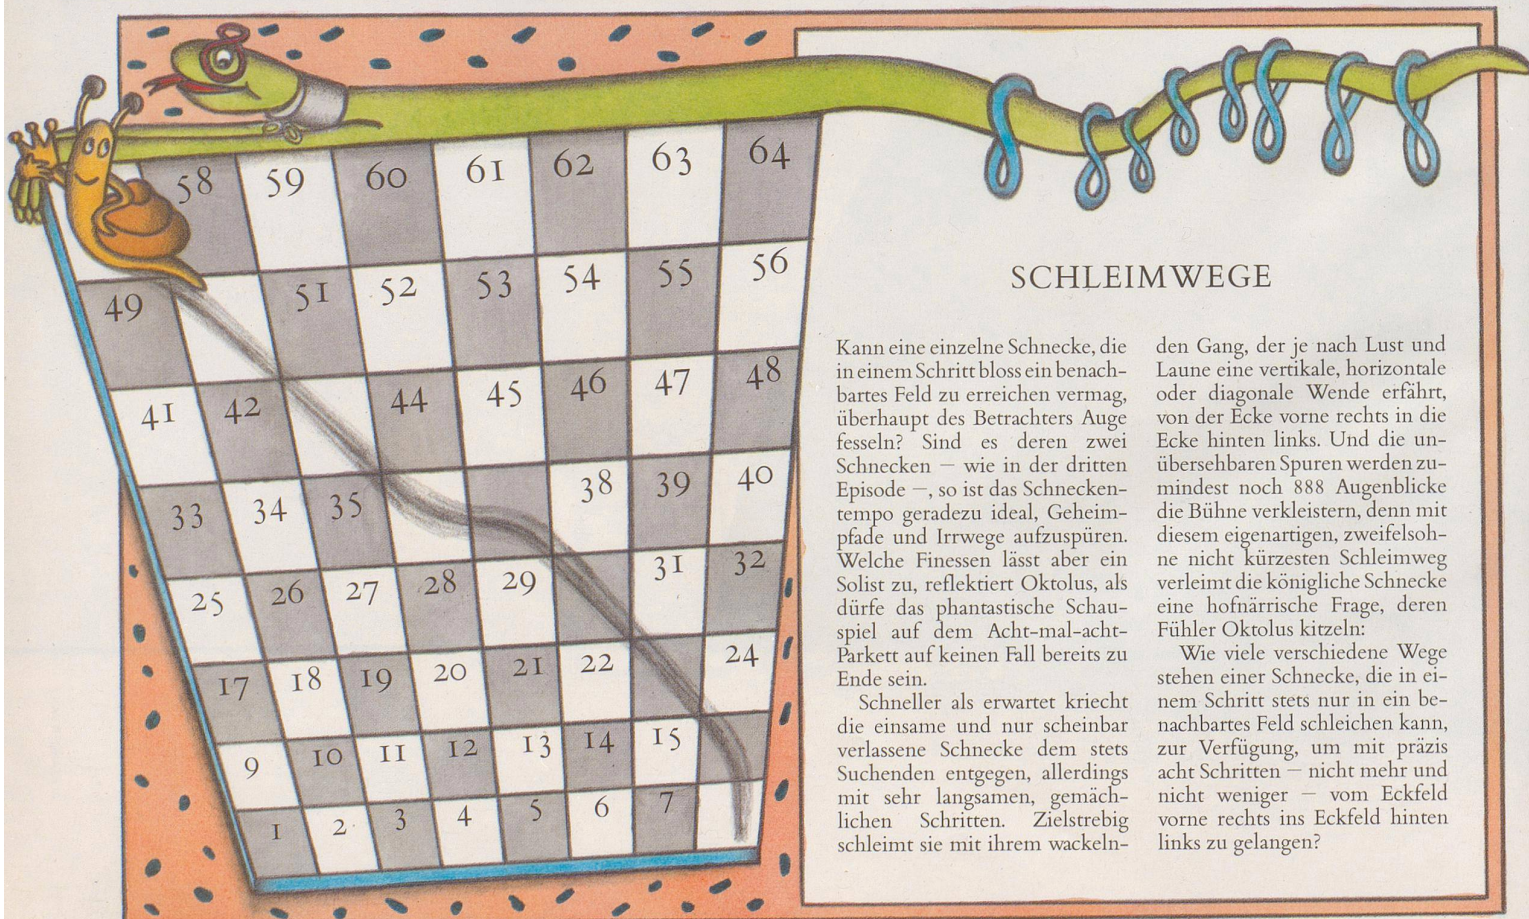 58 59 60 61 62 63 64
49 51 52 53 54 55 56
41 42 44 45 46 47 48
33 34 35 38 39 40
25 26 27 28 29 31 32
17 18 19 20 21 22 24
9 10 11 12 13 14 15
1 2 3 4 5 6 7
SCHLEIMWEGE
Kann eine einzelne Schnecke, die
in einem Schritt bloss ein benach-
bartes Feld zu erreichen vermag,
überhaupt des Betrachters Auge
fesseln? Sind es deren zwei
Schnecken – wie in der dritten
Episode –, so ist das Schnecken-
tempo geradezu ideal, Geheim-
pfade und Irrwege aufzuspüren.
Welche Finessen lässt aber ein
Solist zu, reflektiert Oktolus, als
dürfe das phantastische Schau-
spiel auf dem Acht-mal-acht-
Parkett auf keinen Fall bereits zu
Ende sein.
Schneller als erwartet kriecht
die einsame und nur scheinbar
verlassene Schnecke dem stets
Suchenden entgegen, allerdings
mit sehr langsamen, gemäch-
lichen Schritten. Zielstrebig
schleimt sie mit ihrem wackeln-
den Gang, der je nach Lust und
Laune eine vertikale, horizontale
oder diagonale Wende erfährt,
von der Ecke vorne rechts in die
Ecke hinten links. Und die un-
übersehbaren Spuren werden zu-
mindest noch 888 Augenblicke
die Bühne verkleistern, denn mit
diesem eigenartigen, zweifelsoh-
ne nicht kürzesten Schleimweg
verleimt die königliche Schnecke
eine hofnärrische Frage, deren
Fühler Oktolus kitzeln:
Wie viele verschiedene Wege
stehen einer Schnecke, die in ei-
nem Schritt stets nur in ein be-
nachbartes Feld schleichen kann,
zur Verfügung, um mit präzis
acht Schritten – nicht mehr und
nicht weniger – vom Eckfeld
vorne rechts ins Eckfeld hinten
links zu gelangen?